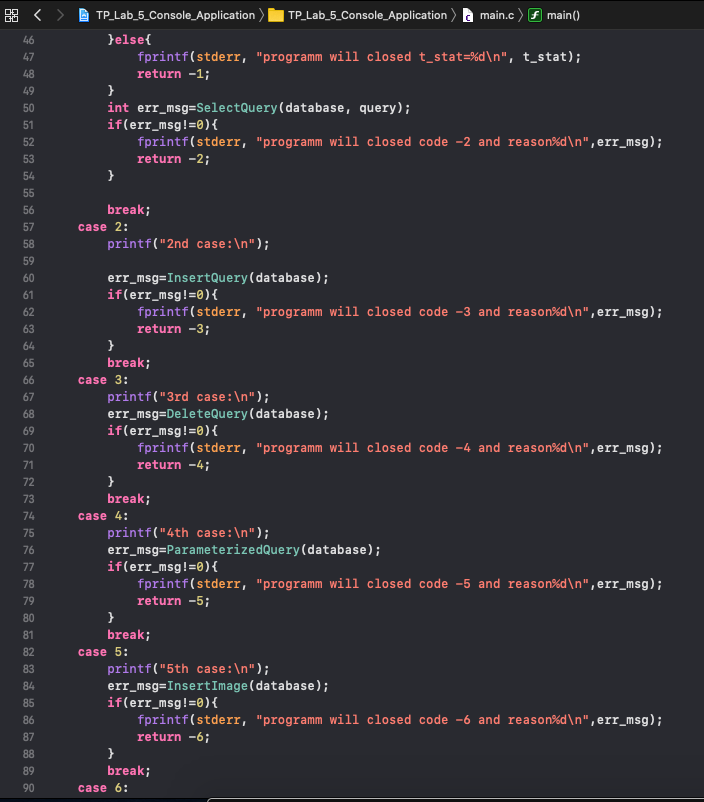 TP_Lab_5_Console_Application > TP_Lab_5_Console_Application > main.c > main()
46 }else{
47 fprintf(stderr, "programm will closed t_stat=%d\n", t_stat);
48 return -1;
49 }
50 int err_msg=SelectQuery(database, query);
51 if(err_msg!=0){
52 fprintf(stderr, "programm will closed code -2 and reason%d\n",err_msg);
53 return -2;
54 }
55
56 break;
57 case 2:
58 printf("2nd case:\n");
59
60 err_msg=InsertQuery(database);
61 if(err_msg!=0){
62 fprintf(stderr, "programm will closed code -3 and reason%d\n",err_msg);
63 return -3;
64 }
65 break;
66 case 3:
67 printf("3rd case:\n");
68 err_msg=DeleteQuery(database);
69 if(err_msg!=0){
70 fprintf(stderr, "programm will closed code -4 and reason%d\n",err_msg);
71 return -4;
72 }
73 break;
74 case 4:
75 printf("4th case:\n");
76 err_msg=ParameterizedQuery(database);
77 if(err_msg!=0){
78 fprintf(stderr, "programm will closed code -5 and reason%d\n",err_msg);
79 return -5;
80 }
81 break;
82 case 5:
83 printf("5th case:\n");
84 err_msg=InsertImage(database);
85 if(err_msg!=0){
86 fprintf(stderr, "programm will closed code -6 and reason%d\n",err_msg);
87 return -6;
88 }
89 break;
90 case 6: